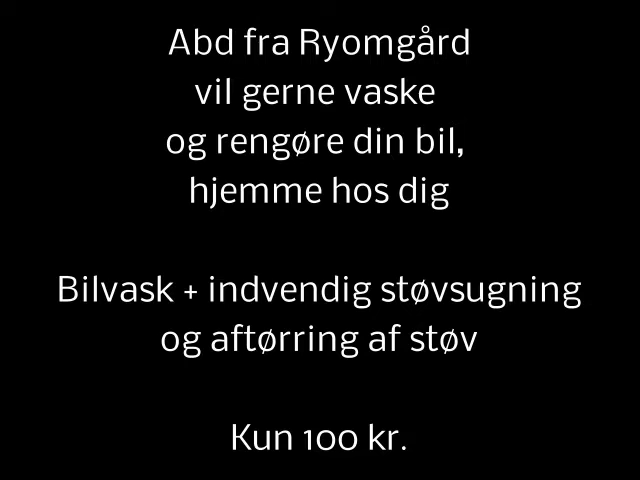 Abd fra Ryomgård
vil gerne vaske
og rengøre din bil,
hjemme hos dig
Bilvask + indvendig støvsugning
og aftørring af støv
Kun 100 kr.